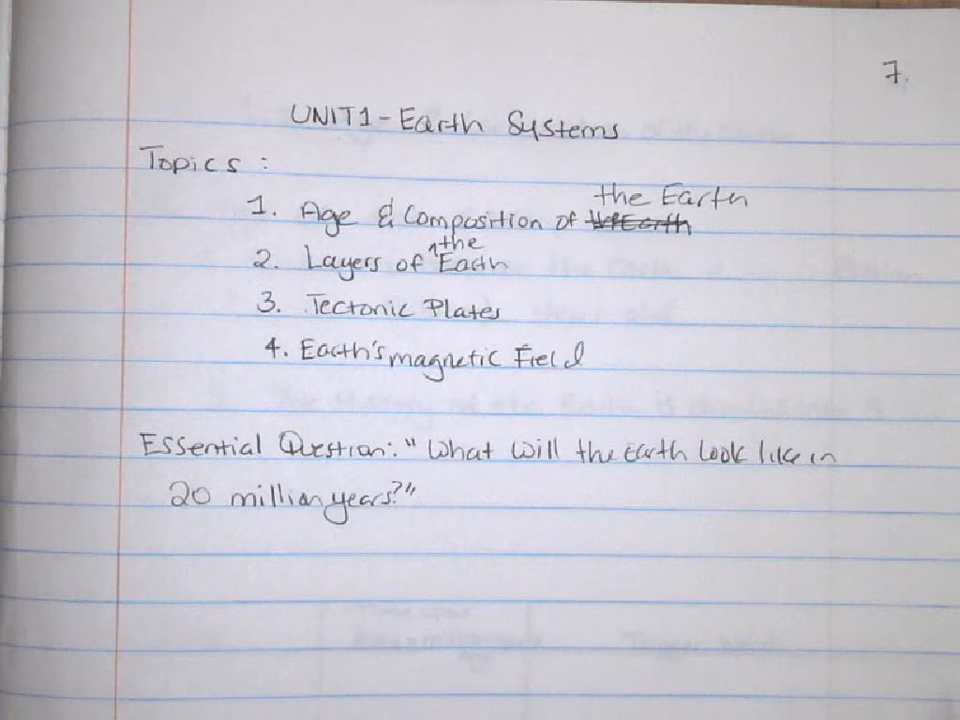 7.
UNIT1 - Earth Systems
Topics :
1. Age & Composition of the Earth
2. Layers of the Earth
3. Tectonic Plates
4. Earth's magnetic Field
Essential Question: "What will the Earth look like in
20 million years?"